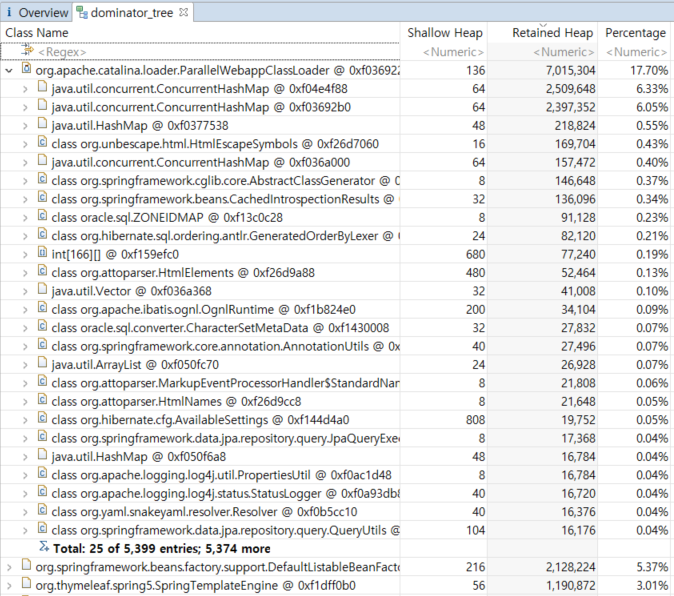 Overview dominator_tree
Class Name Shallow Heap Retained Heap Percentage
<Regex> <Numeric> <Numeric> <Numeric>
org.apache.catalina.loader.ParallelWebappClassLoader @ 0xf03692 136 7,015,304 17.70%
java.util.concurrent.ConcurrentHashMap @ 0xf04e4f88 64 2,509,648 6.33%
java.util.concurrent.ConcurrentHashMap @ 0xf03692b0 64 2,397,352 6.05%
java.util.HashMap @ 0xf0377538 48 218,824 0.55%
class org.unbescape.html.HtmlEscapeSymbols @ 0xf26d7060 16 169,704 0.43%
java.util.concurrent.ConcurrentHashMap @ 0xf036a000 64 157,472 0.40%
class org.springframework.cglib.core.AbstractClassGenerator @ 0xf 8 146,648 0.37%
class org.springframework.beans.CachedIntrospectionResults @ 0xf 32 136,096 0.34%
class oracle.sql.ZONEIDMAP @ 0xf13c0c28 8 91,128 0.23%
class org.hibernate.sql.ordering.antlr.GeneratedOrderByLexer @ 0 24 82,120 0.21%
int[166][] @ 0xf159efc0 680 77,240 0.19%
class org.attoparser.HtmlElements @ 0xf26d9a88 480 52,464 0.13%
java.util.Vector @ 0xf036a368 32 41,008 0.10%
class org.apache.ibatis.ognl.OgnlRuntime @ 0xf1b824e0 200 34,104 0.09%
class oracle.sql.converter.CharacterSetMetaData @ 0xf1430008 32 27,832 0.07%
class org.springframework.core.annotation.AnnotationUtils @ 0xf0 40 27,496 0.07%
java.util.ArrayList @ 0xf050fc70 24 26,928 0.07%
class org.attoparser.MarkupEventProcessorHandler$StandardNan 8 21,808 0.06%
class org.attoparser.HtmlNames @ 0xf26d9cc8 8 21,648 0.05%
class org.hibernate.cfg.AvailableSettings @ 0xf144d4a0 808 19,752 0.05%
class org.springframework.data.jpa.repository.query.JpaQueryExec 8 17,368 0.04%
java.util.HashMap @ 0xf050f6a8 48 16,784 0.04%
class org.apache.logging.log4j.util.PropertiesUtil @ 0xf0ac1d48 8 16,784 0.04%
class org.apache.logging.log4j.status.StatusLogger @ 0xf0a93db8 40 16,720 0.04%
class org.yaml.snakeyaml.resolver.Resolver @ 0xf0b5cc10 40 16,376 0.04%
class org.springframework.data.jpa.repository.query.QueryUtils @ 104 16,176 0.04%
Total: 25 of 5,399 entries; 5,374 more
org.springframework.beans.factory.support.DefaultListableBeanFacto 216 2,128,224 5.37%
org.thymeleaf.spring5.SpringTemplateEngine @ 0xf1dff0b0 56 1,190,872 3.01%